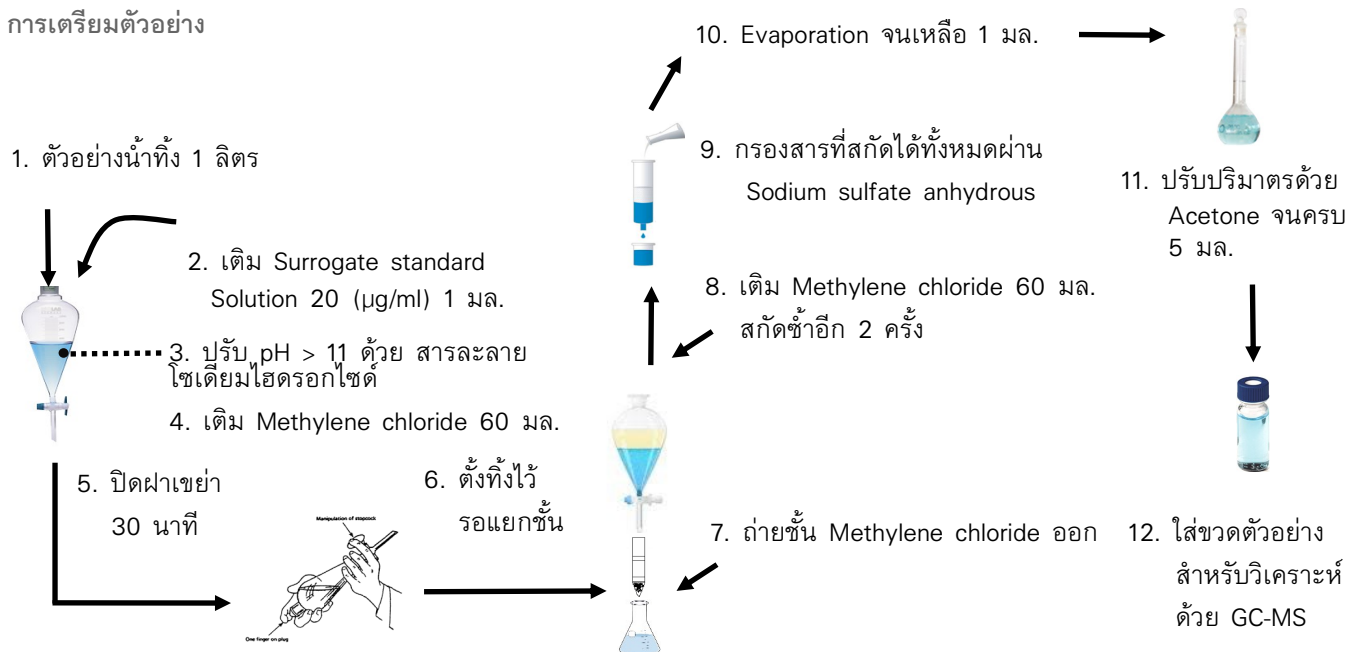 การเตรียมตัวอย่าง
1. ตัวอย่างน้ำทิ้ง 1 ลิตร
2. เติม Surrogate standard
Solution 20 (µg/ml) 1 มล.
3. ปรับ pH > 11 ด้วย สารละลาย
โซเดียมไฮดรอกไซด์
4. เติม Methylene chloride 60 มล.
5. ปิดฝาเขย่า
30 นาที
Manipulation of stopcock
One finger on plug
6. ตั้งทิ้งไว้
รอแยกชั้น
7. ถ่ายชั้น Methylene chloride ออก
8. เติม Methylene chloride 60 มล.
สกัดซ้ำอีก 2 ครั้ง
9. กรองสารที่สกัดได้ทั้งหมดผ่าน
Sodium sulfate anhydrous
10. Evaporation จนเหลือ 1 มล.
11. ปรับปริมาตรด้วย
Acetone จนครบ
5 มล.
12. ใส่ขวดตัวอย่าง
สำหรับวิเคราะห์
ด้วย GC-MS